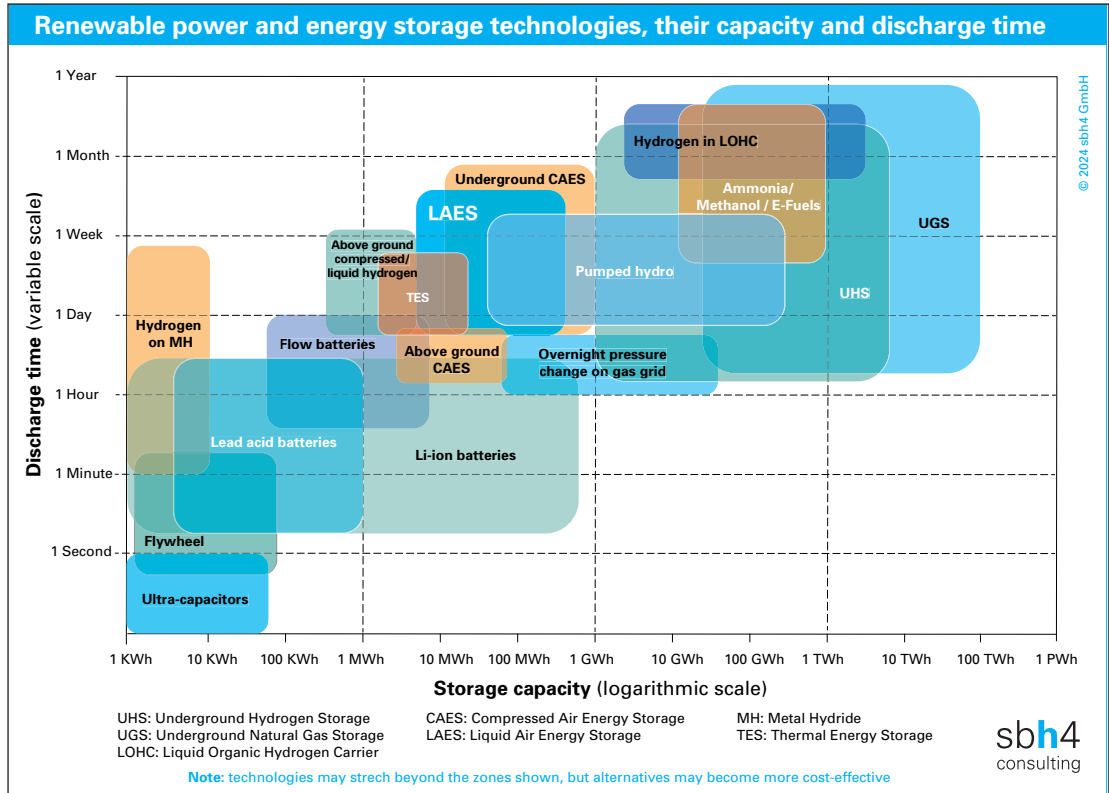 Renewable power and energy storage technologies, their capacity and discharge time
© 2024 sbh4 GmbH
Discharge time (variable scale)
1 Year
1 Month
1 Week
1 Day
1 Hour
1 Minute
1 Second
Hydrogen in LOHC
Underground CAES
Ammonia/
Methanol / E-Fuels
LAES
UGS
Above ground
compressed/
liquid hydrogen
Pumped hydro
TES
UHS
Hydrogen
on MH
Flow batteries
Above ground
CAES
Overnight pressure
change on gas grid
Lead acid batteries
Li-ion batteries
Flywheel
Ultra-capacitors
1 KWh
10 KWh
100 KWh
1 MWh
10 MWh
100 MWh
1 GWh
10 GWh
100 GWh
1 TWh
10 TWh
100 TWh
1 PWh
Storage capacity (logarithmic scale)
UHS: Underground Hydrogen Storage
UGS: Underground Natural Gas Storage
LOHC: Liquid Organic Hydrogen Carrier
CAES: Compressed Air Energy Storage
LAES: Liquid Air Energy Storage
MH: Metal Hydride
TES: Thermal Energy Storage
sbh4
consulting
Note: technologies may strech beyond the zones shown, but alternatives may become more cost-effective